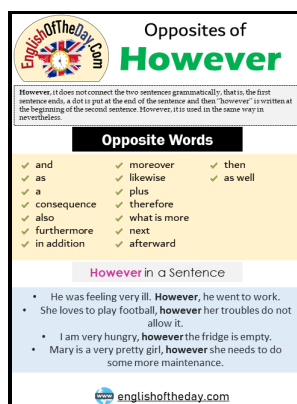 EnglishOfTheDay.Com
Opposites of
However
However, it does not connect the two sentences grammatically, that is, the first
sentence ends, a dot is put at the end of the sentence and then "however" is written at
the beginning of the second sentence. However, it is used in the same way in
nevertheless.
Opposite Words
and
as
a
consequence
also
furthermore
in addition
moreover
likewise
plus
therefore
what is more
next
afterward
then
as well
However in a Sentence
He was feeling very ill. However, he went to work.
She loves to play football, however her troubles do not
allow it.
I am very hungry, however the fridge is empty.
Mary is a very pretty girl, however she needs to do
some more maintenance.
englishoftheday.com